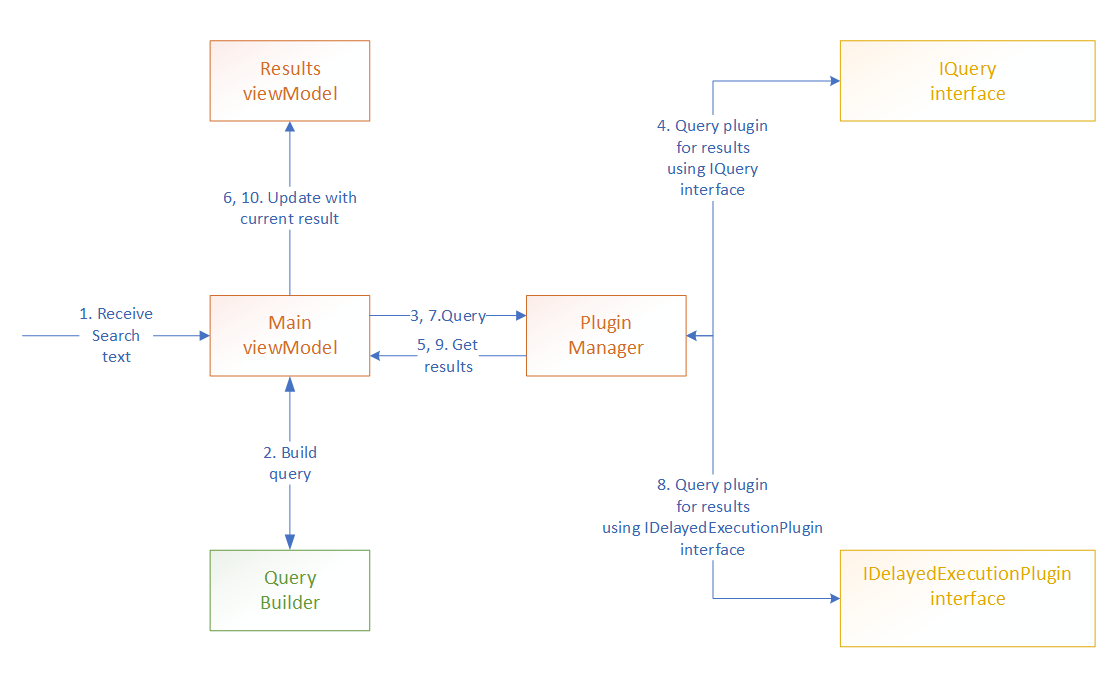 Results
viewModel
IQuery
interface
4. Query plugin
for results
using IQuery
interface
6, 10. Update with
current result
1. Receive
Search
text
Main
viewModel
3, 7.Query
5, 9. Get
results
Plugin
Manager
2. Build
query
8. Query plugin
for results
using IDelayedExecutionPlugin
interface
Query
Builder
IDelayedExecutionPlugin
interface